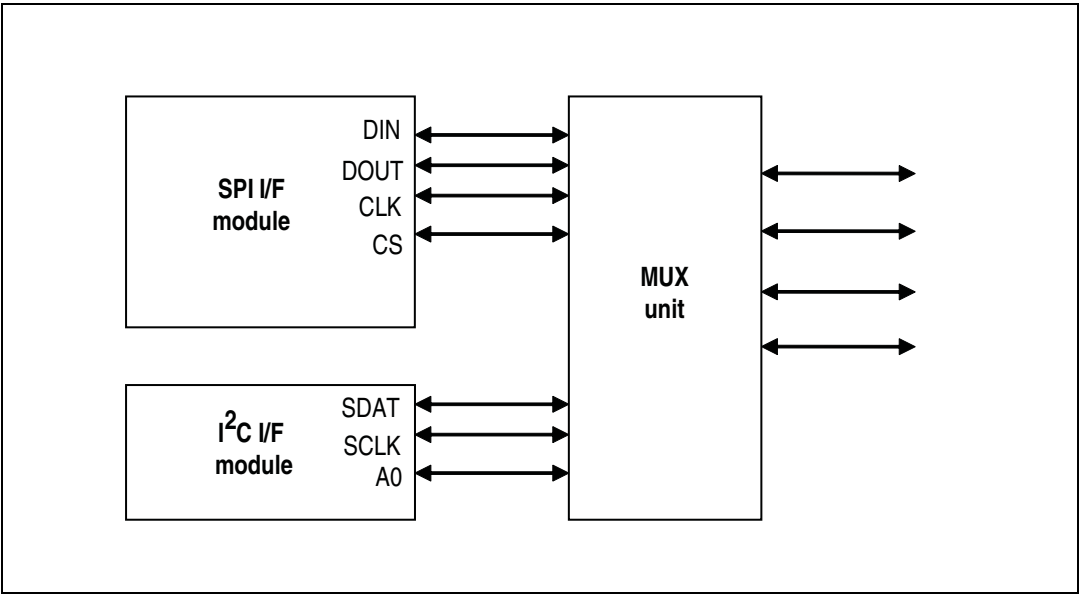 SPI I/F
module
DIN
DOUT
CLK
CS
I²C I/F
module
SDAT
SCLK
A0
MUX
unit